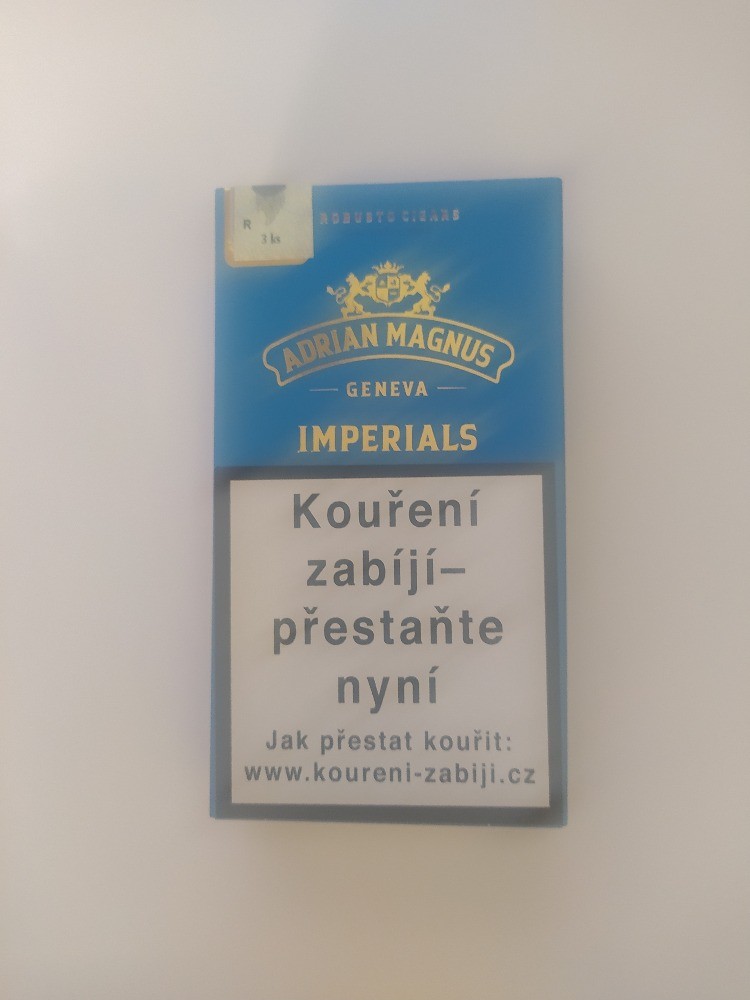 R
3 ks
ROBUSTO CIGARS
ADRIAN MAGNUS
GENEVA
IMPERIALS
Kouření
zabíjí–
přestaňte
nyní
Jak přestat kouřit:
www.koureni-zabiji.cz